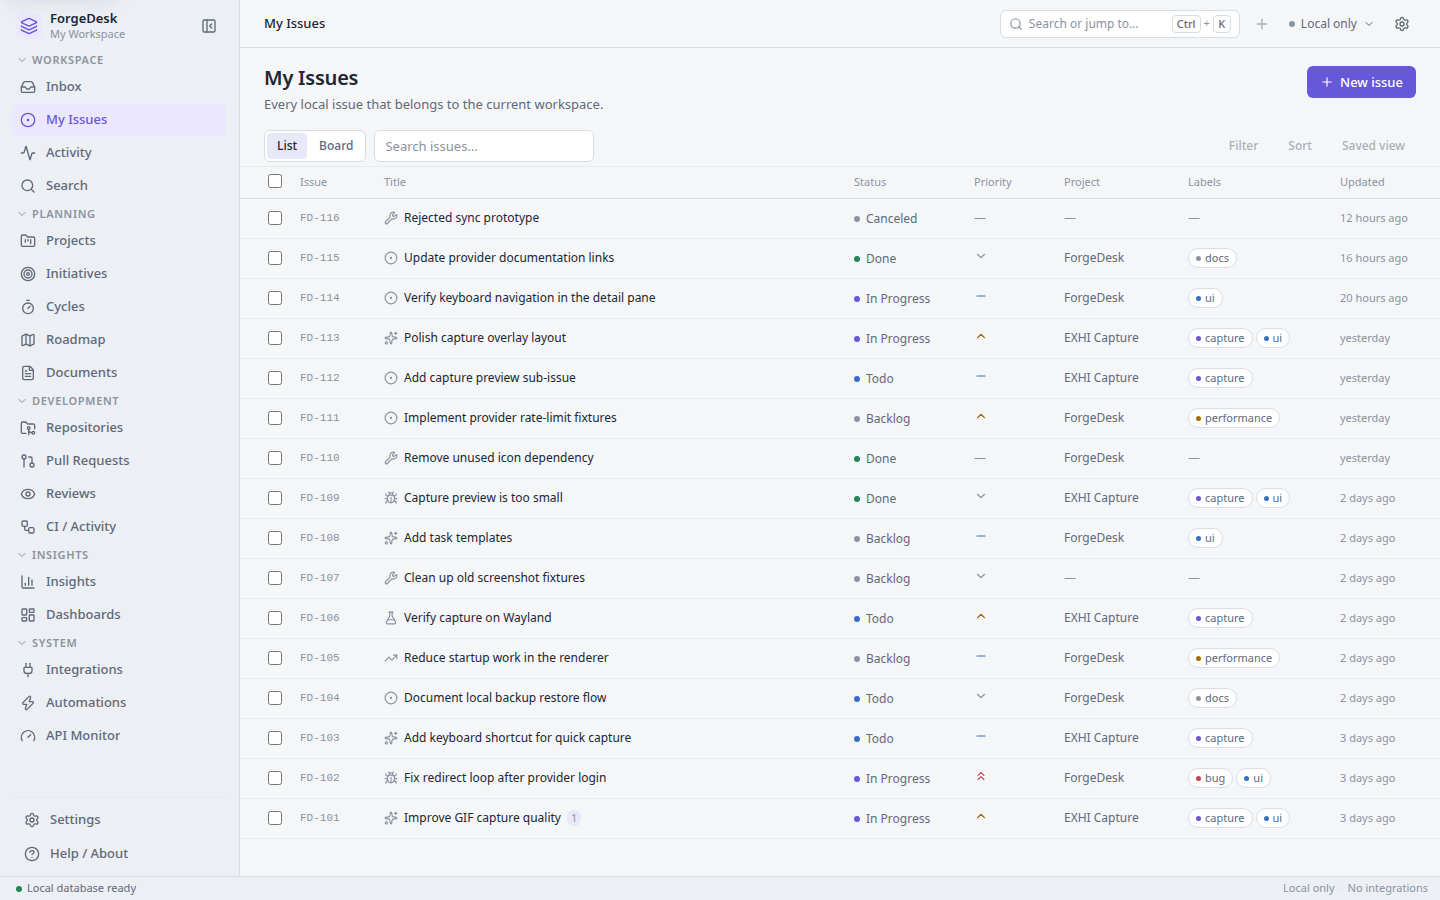 ForgeDesk
My Workspace
WORKSPACE
Inbox
My Issues
Activity
Search
PLANNING
Projects
Initiatives
Cycles
Roadmap
Documents
DEVELOPMENT
Repositories
Pull Requests
Reviews
CI / Activity
INSIGHTS
Insights
Dashboards
SYSTEM
Integrations
Automations
API Monitor
Settings
Help / About
My Issues
Search or jump to... Ctrl + K
Local only
My Issues
New issue
Every local issue that belongs to the current workspace.
List Board Search issues... Filter Sort Saved view
Issue Title Status Priority Project Labels Updated
FD-116 Rejected sync prototype Canceled — — — 12 hours ago
FD-115 Update provider documentation links Done ForgeDesk docs 16 hours ago
FD-114 Verify keyboard navigation in the detail pane In Progress ForgeDesk ui 20 hours ago
FD-113 Polish capture overlay layout In Progress EXHI Capture capture ui yesterday
FD-112 Add capture preview sub-issue Todo EXHI Capture capture yesterday
FD-111 Implement provider rate-limit fixtures Backlog ForgeDesk performance yesterday
FD-110 Remove unused icon dependency Done — ForgeDesk — yesterday
FD-109 Capture preview is too small Done EXHI Capture capture ui 2 days ago
FD-108 Add task templates Backlog ForgeDesk ui 2 days ago
FD-107 Clean up old screenshot fixtures Backlog — — 2 days ago
FD-106 Verify capture on Wayland Todo EXHI Capture capture 2 days ago
FD-105 Reduce startup work in the renderer Backlog ForgeDesk performance 2 days ago
FD-104 Document local backup restore flow Todo ForgeDesk docs 2 days ago
FD-103 Add keyboard shortcut for quick capture Todo EXHI Capture capture 3 days ago
FD-102 Fix redirect loop after provider login In Progress ForgeDesk bug ui 3 days ago
FD-101 Improve GIF capture quality 1 In Progress EXHI Capture capture ui 3 days ago
Local database ready
Local only · No integrations